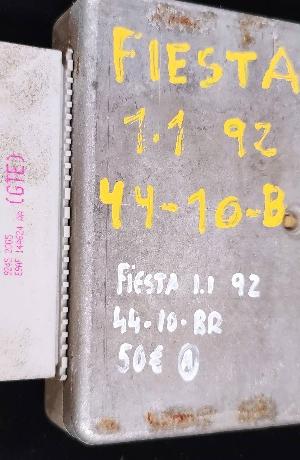 FIESTA
1.1 92
44-10-B
FIESTA 1.1 92
44-10-BR
50€ A
(GTE)